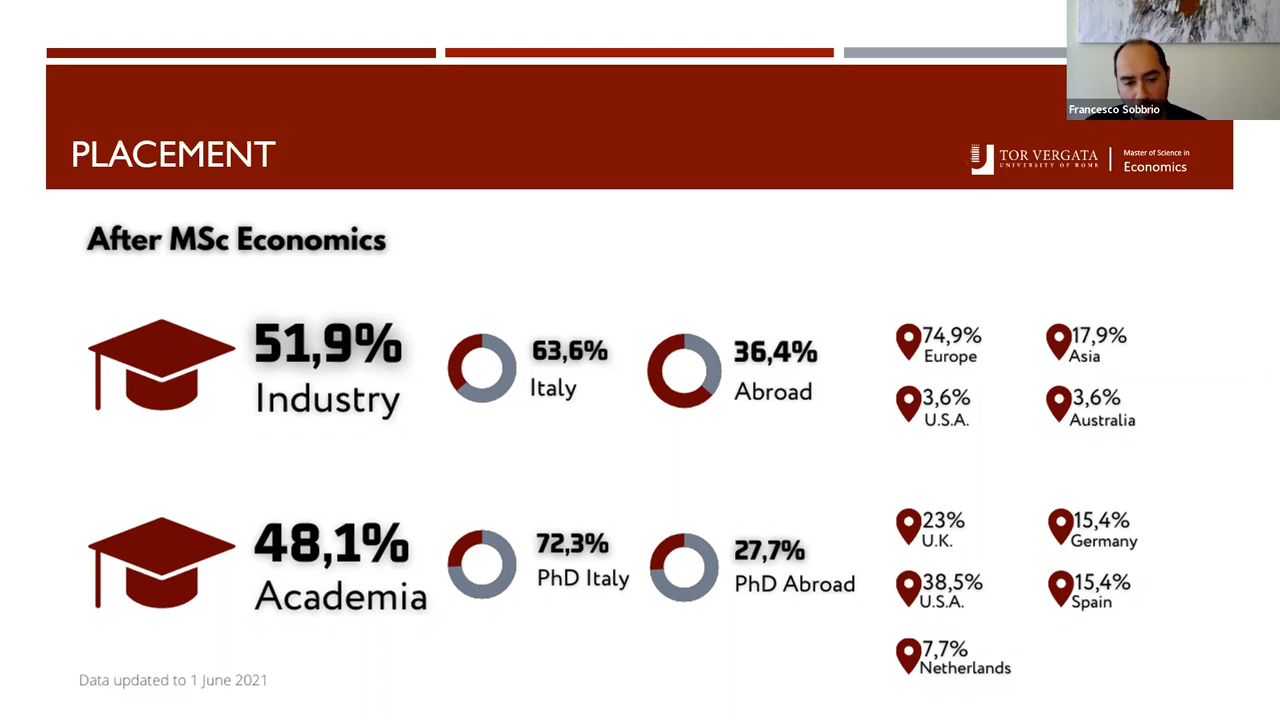 Francesco Sobbrio
PLACEMENT
TOR VERGATA
UNIVERSITY OF ROME
Master of Science in
Economics
After MSc Economics
51,9%
Industry
63,6%
Italy
36,4%
Abroad
74,9%
Europe
17,9%
Asia
3,6%
U.S.A.
3,6%
Australia
48,1%
Academia
72,3%
PhD Italy
27,7%
PhD Abroad
23%
U.K.
15,4%
Germany
38,5%
U.S.A.
15,4%
Spain
7,7%
Netherlands
Data updated to 1 June 2021